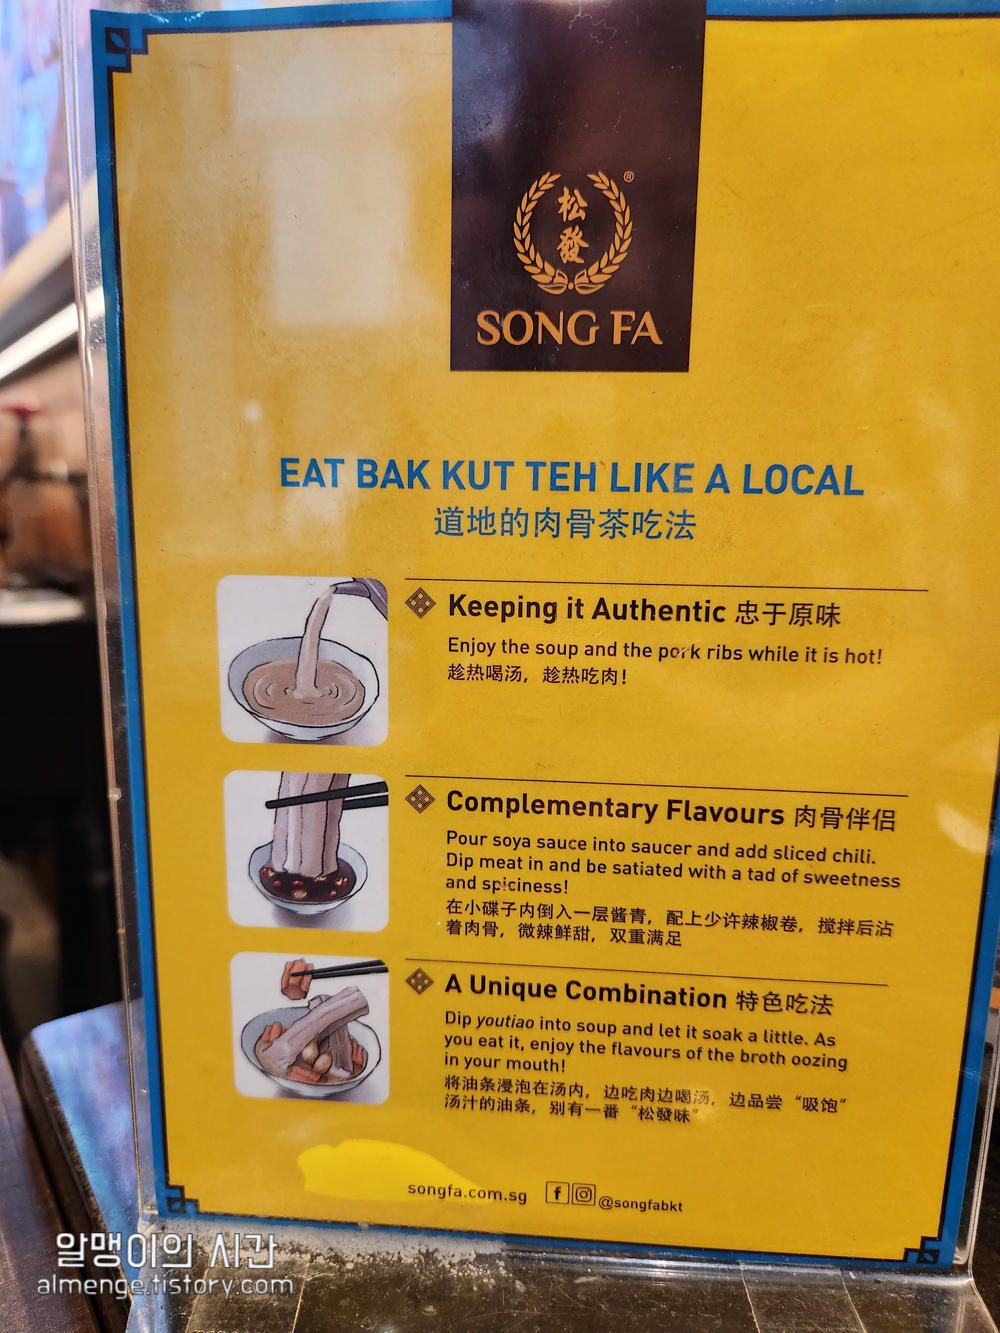 松
發
®
SONG FA
EAT BAK KUT TEH LIKE A LOCAL
道地的肉骨茶吃法
Keeping it Authentic 忠于原味
Enjoy the soup and the pork ribs while it is hot!
趁热喝汤，趁热吃肉！
Complementary Flavours 肉骨伴侣
Pour soya sauce into saucer and add sliced chili.
Dip meat in and be satiated with a tad of sweetness
and spiciness!
在小碟子内倒入一层酱青，配上少许辣椒卷，搅拌后沾
着肉骨，微辣鲜甜，双重满足
A Unique Combination 特色吃法
Dip youtiao into soup and let it soak a little. As
you eat it, enjoy the flavours of the broth oozing
in your mouth!
将油条浸泡在汤内，边吃肉边喝汤，边品尝“吸饱”
汤汁的油条，别有一番“松發味”
songfa.com.sg
@songfabkt
알맹이의 시간
almenge.tistory.com